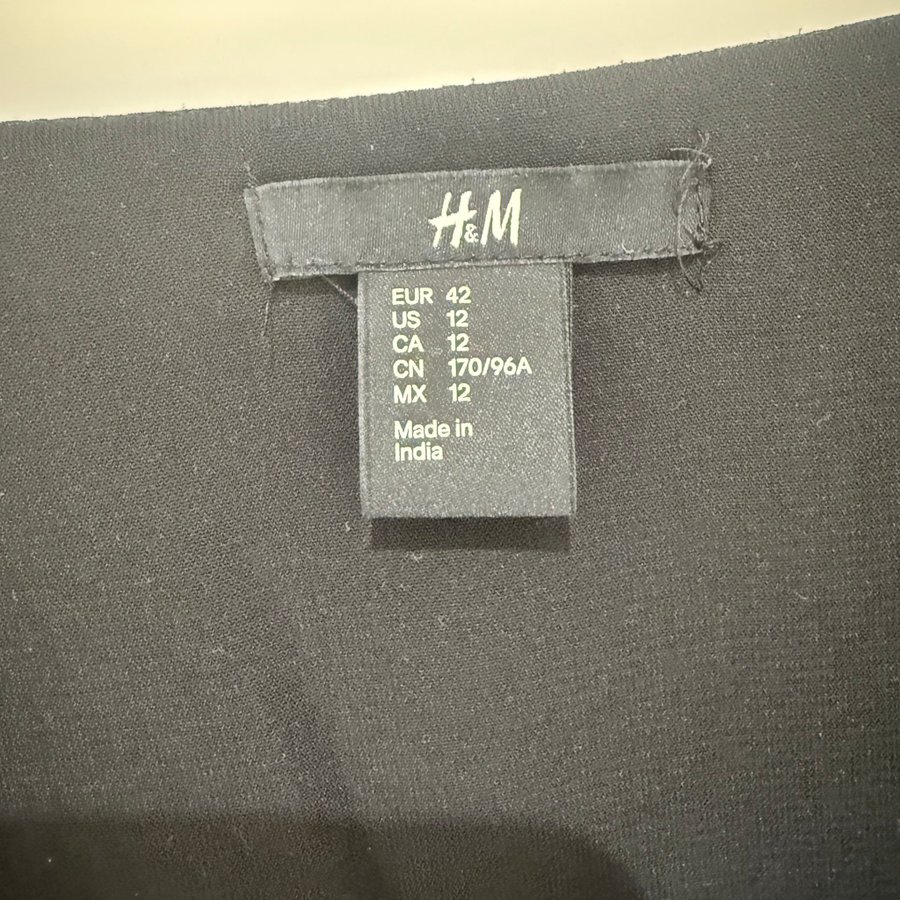 H&M
EUR 42
US 12
CA 12
CN 170/96A
MX 12
Made in
India